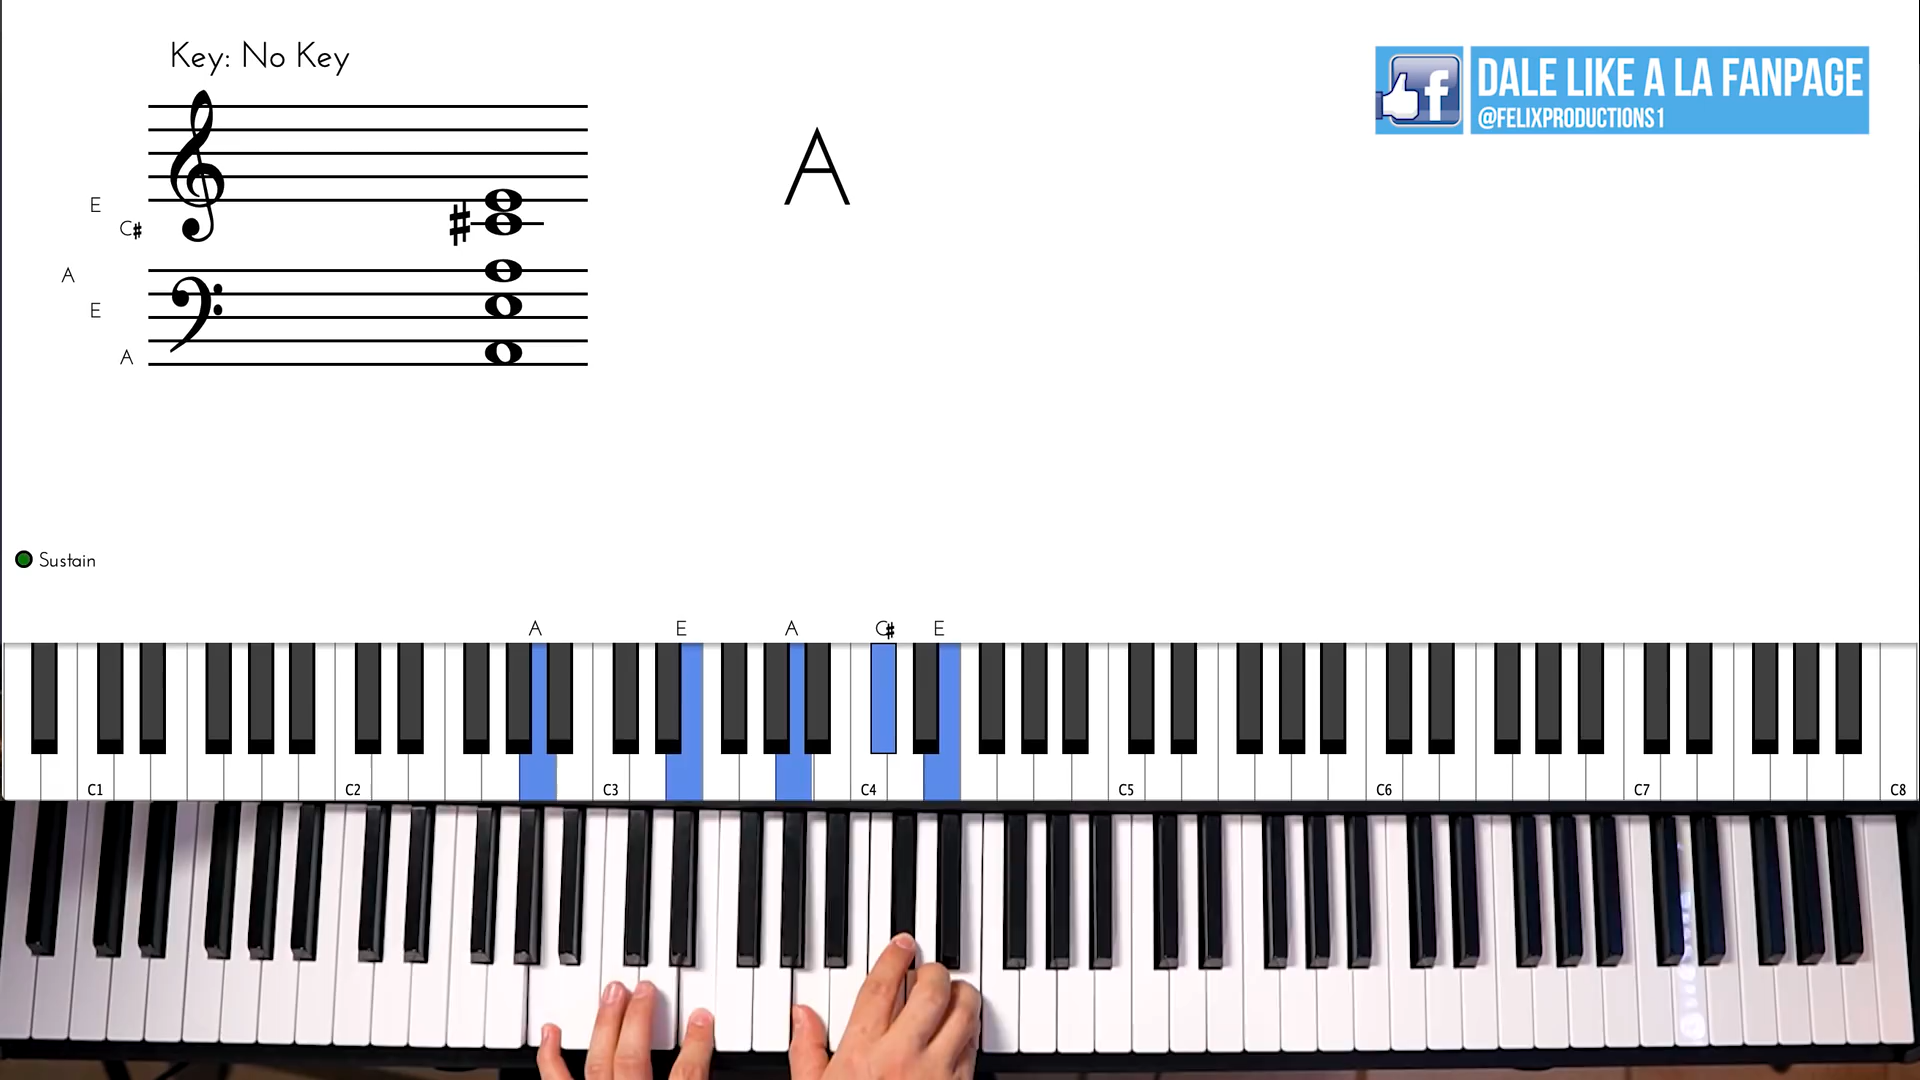 Key: No Key
DALE LIKE A LA FANPAGE
@FELIXPRODUCTIONS1
f
A
E
C#
A
E
A
Sustain
A E A C# E
C1 C2 C3 C4 C5 C6 C7 C8